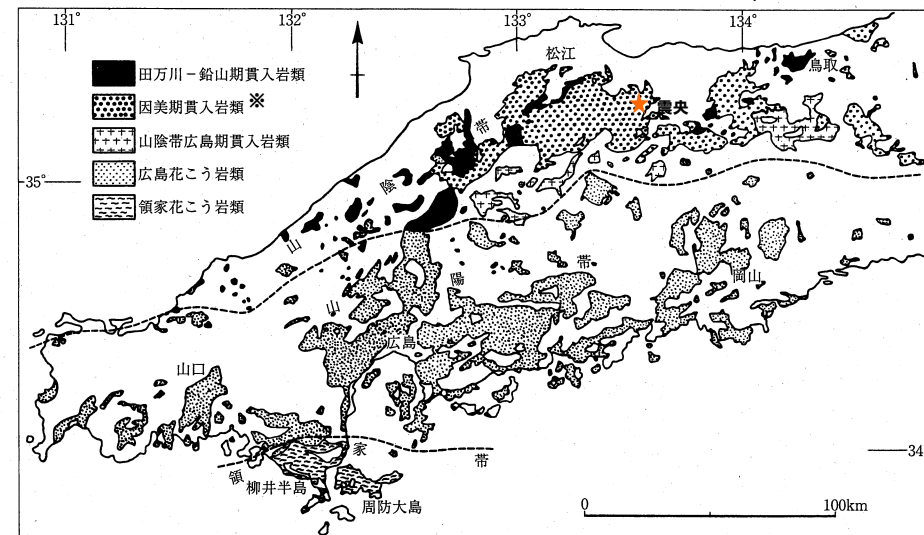 131°
132°
133°
134°
田万川－鉛山期貫入岩類
因美期貫入岩類※
山陰帯広島期貫入岩類
広島花こう岩類
領家花こう岩類
松江
鳥取
震央
35°
山陰帯
山陽帯
岡山
広島
山口
34
領家帯
柳井半島
周防大島
0
100km